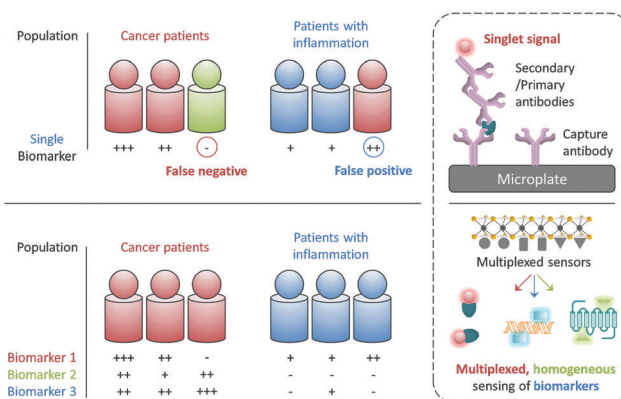 Population
Cancer patients
Patients with
inflammation
Single
Biomarker
+++ ++ - + + ++
False negative
False positive
Population
Cancer patients
Patients with
inflammation
Biomarker 1 +++ ++ - + + ++
Biomarker 2 ++ + ++ - - -
Biomarker 3 ++ ++ +++ - + -
Singlet signal
Secondary
/Primary
antibodies
Capture
antibody
Microplate
Multiplexed sensors
Multiplexed, homogeneous
sensing of biomarkers